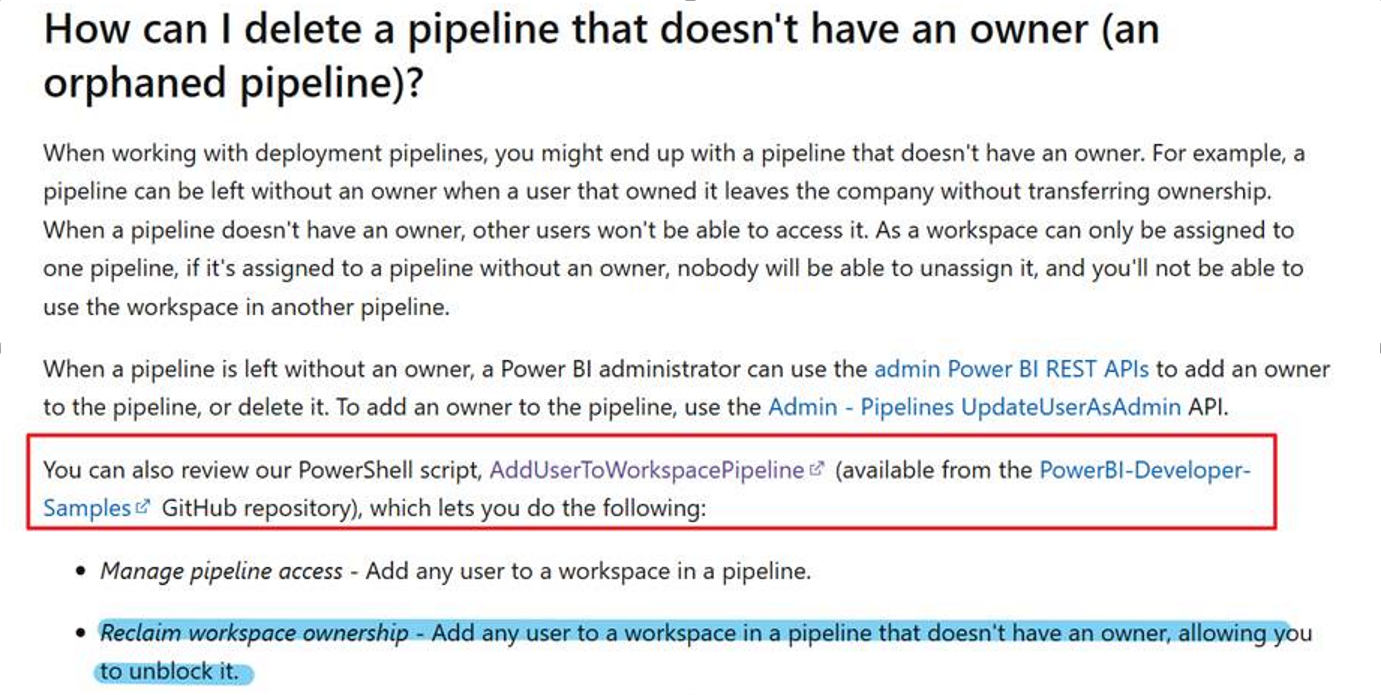 How can I delete a pipeline that doesn't have an owner (an
orphaned pipeline)?
When working with deployment pipelines, you might end up with a pipeline that doesn't have an owner. For example, a
pipeline can be left without an owner when a user that owned it leaves the company without transferring ownership.
When a pipeline doesn't have an owner, other users won't be able to access it. As a workspace can only be assigned to
one pipeline, if it's assigned to a pipeline without an owner, nobody will be able to unassign it, and you'll not be able to
use the workspace in another pipeline.
When a pipeline is left without an owner, a Power BI administrator can use the admin Power BI REST APIs to add an owner
to the pipeline, or delete it. To add an owner to the pipeline, use the Admin - Pipelines UpdateUserAsAdmin API.
You can also review our PowerShell script, AddUserToWorkspacePipeline (available from the PowerBI-Developer-
Samples GitHub repository), which lets you do the following:
• Manage pipeline access - Add any user to a workspace in a pipeline.
• Reclaim workspace ownership - Add any user to a workspace in a pipeline that doesn't have an owner, allowing you
to unblock it.